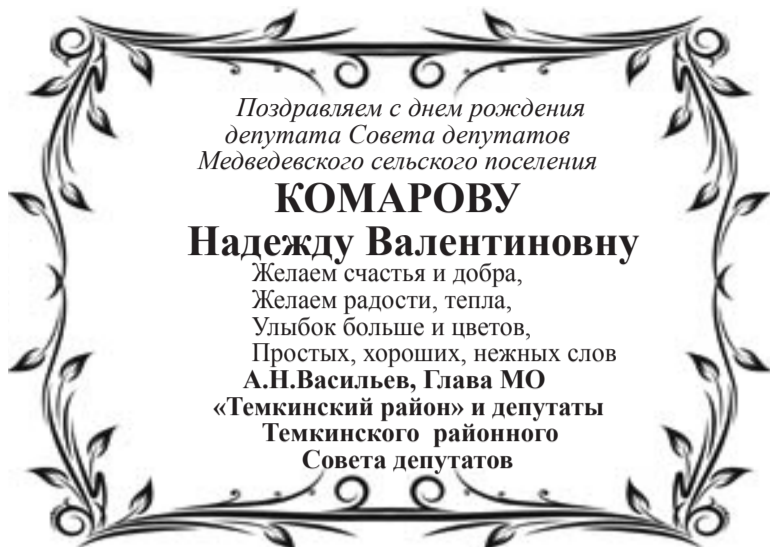 Поздравляем с днем рождения
депутата Совета депутатов
Медведевского сельского поселения
КОМАРОВУ
Надежду Валентиновну
Желаем счастья и добра,
Желаем радости, тепла,
Улыбок больше и цветов,
Простых, хороших, нежных слов
А.Н.Васильев, Глава МО
«Темкинский район» и депутаты
Темкинского районного
Совета депутатов